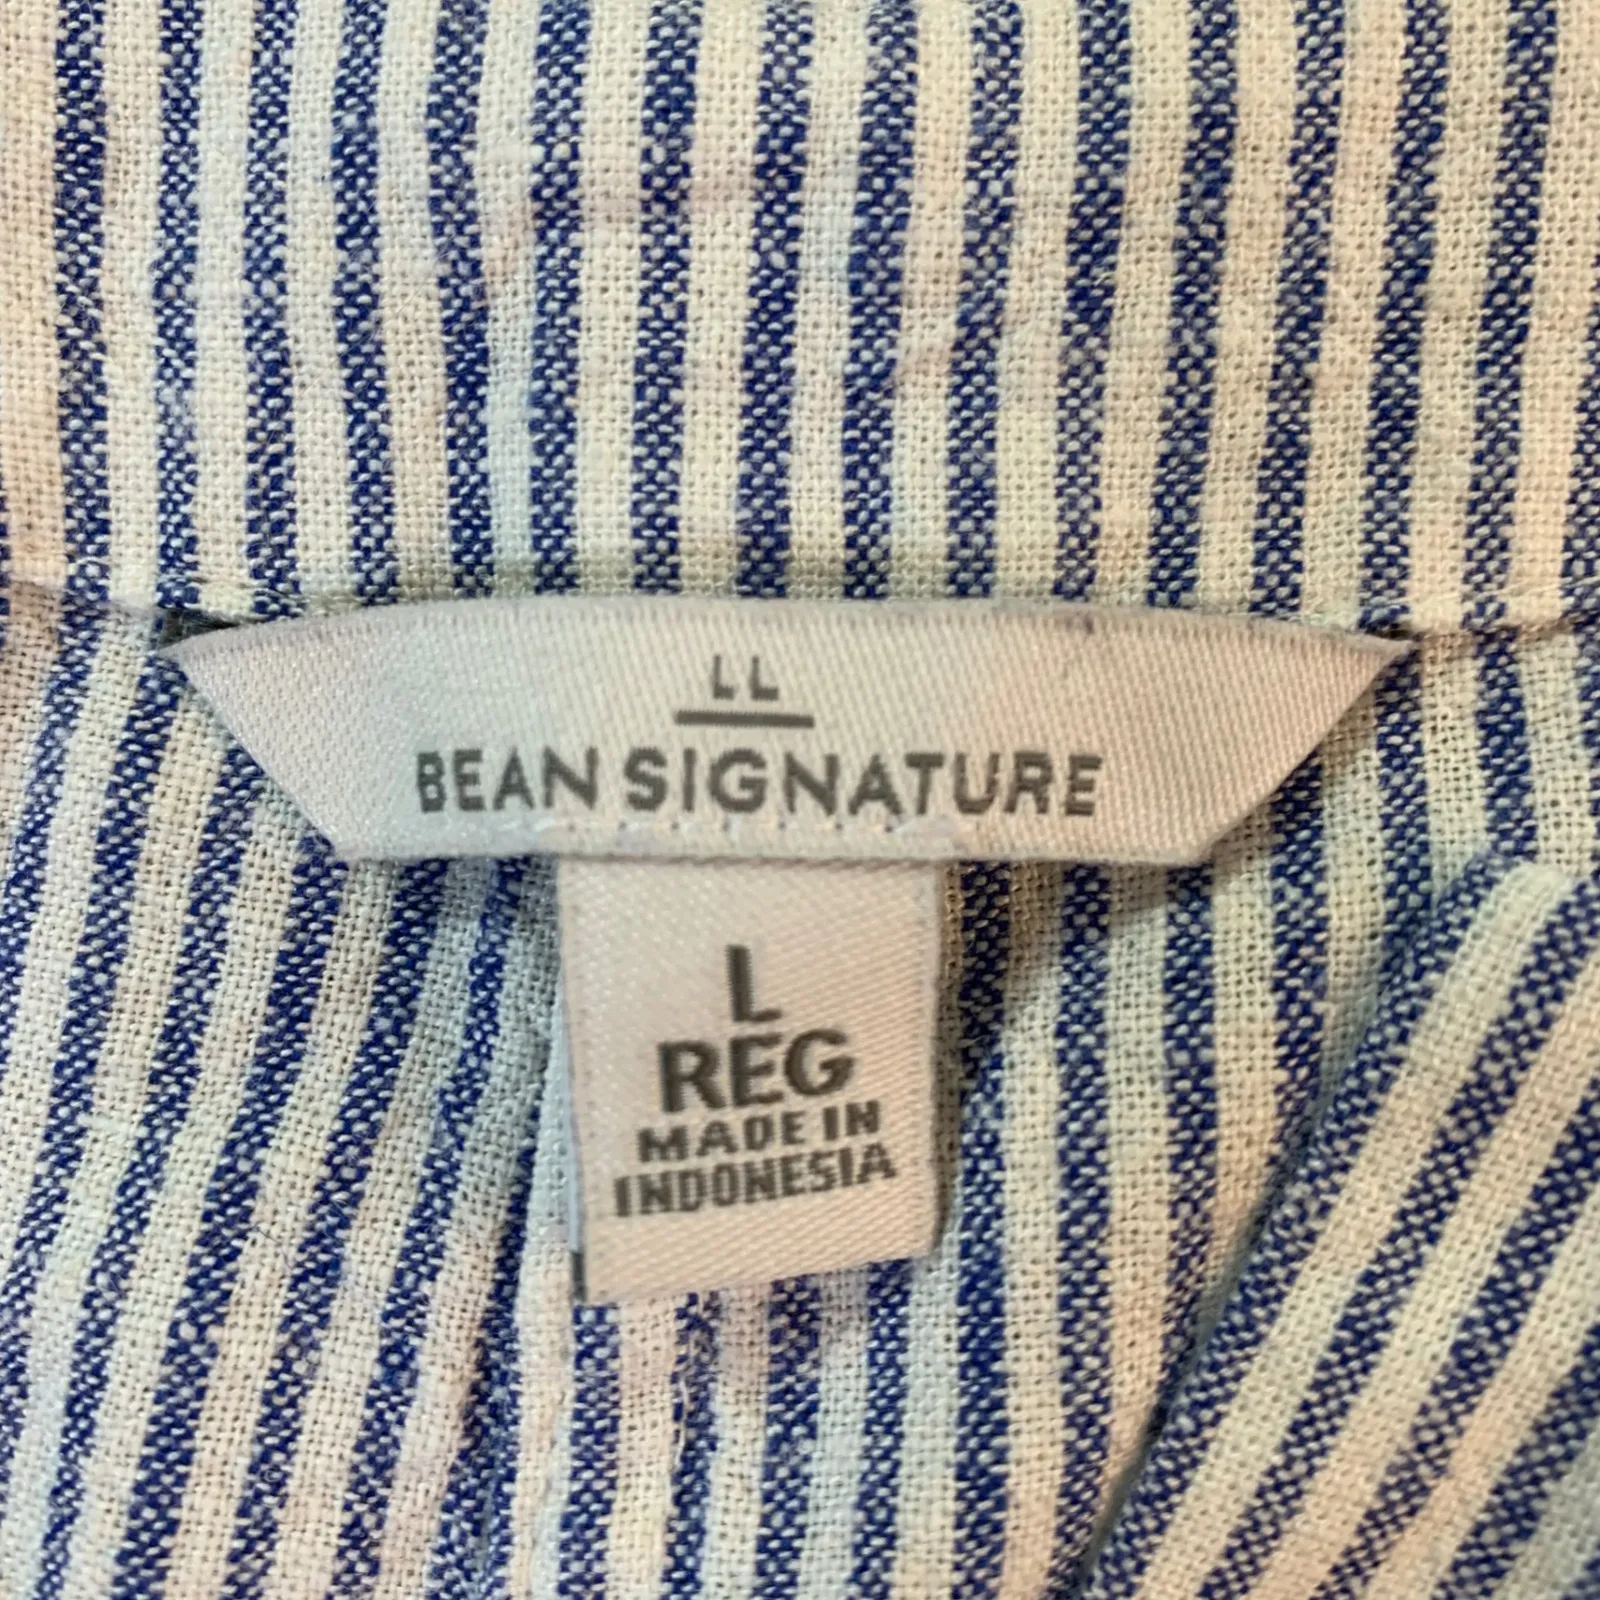 LL
BEAN SIGNATURE
L
REG
MADE IN
INDONESIA